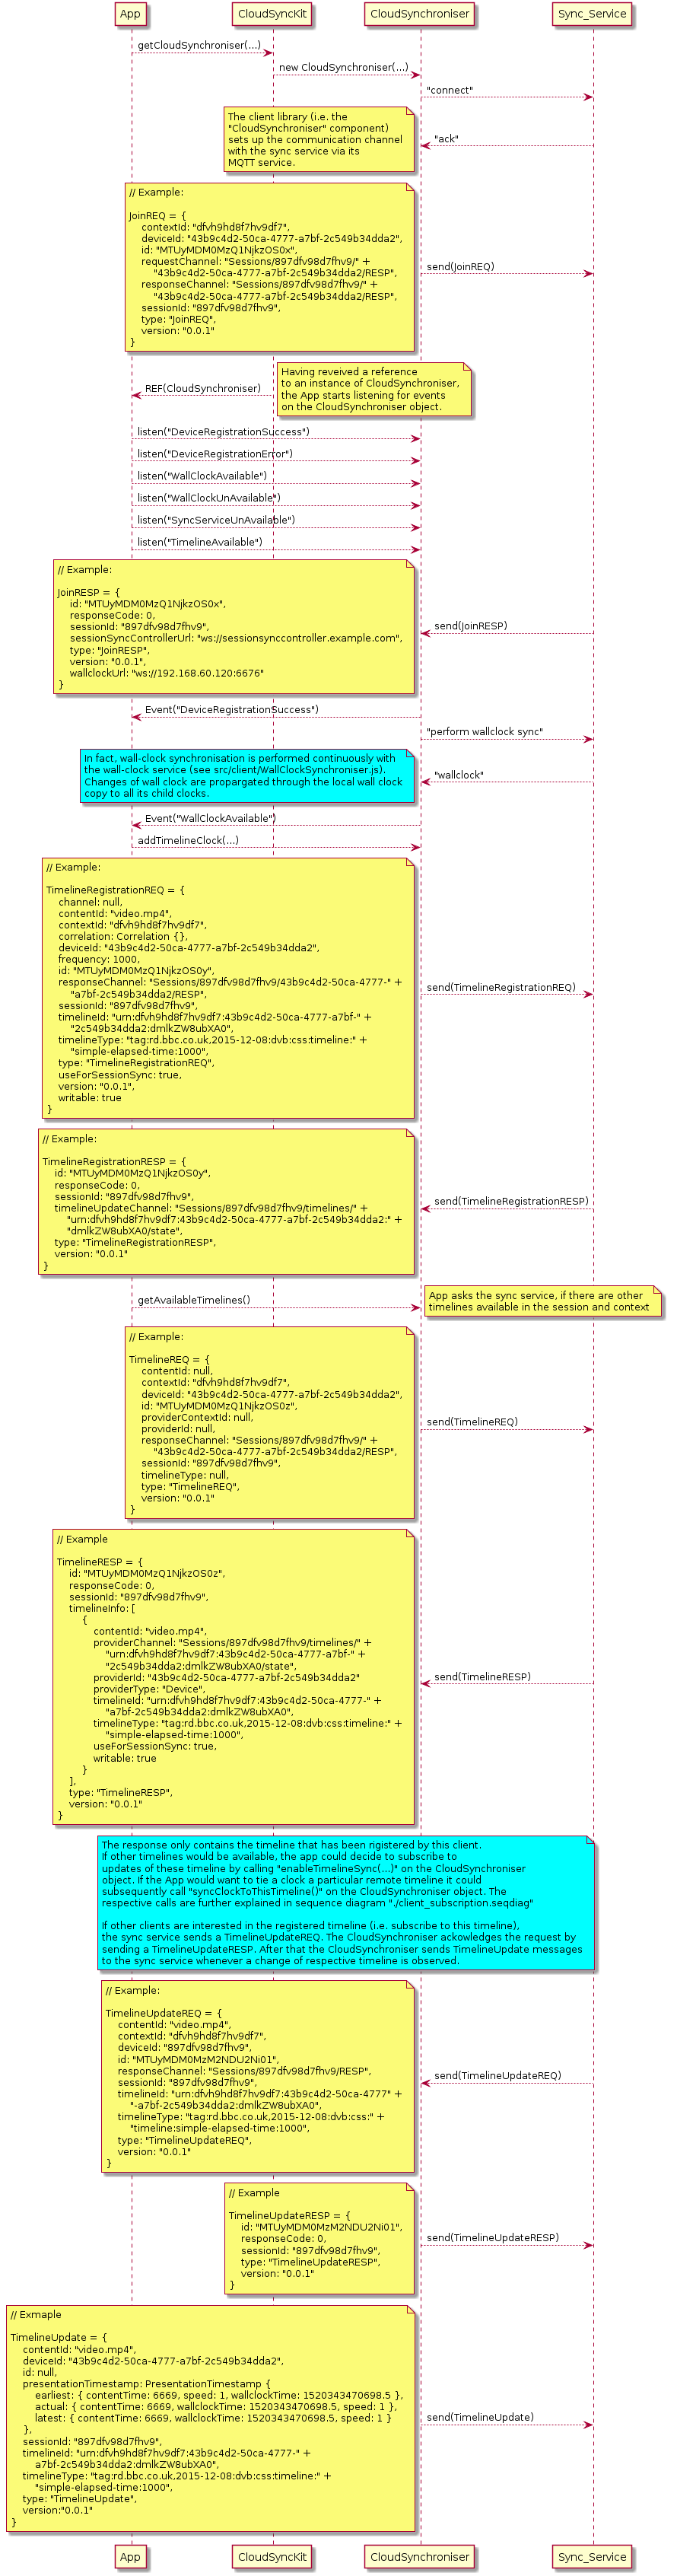 App
CloudSyncKit
CloudSynchroniser
Sync_Service
getCloudSynchroniser(...)
new CloudSynchroniser(...)
"connect"
The client library (i.e. the
"CloudSynchroniser" component)
sets up the communication channel
with the sync service via its
MQTT service.
"ack"
// Example:
JoinREQ = {
contextId: "dfvh9hd8f7hv9df7",
deviceId: "43b9c4d2-50ca-4777-a7bf-2c549b34dda2",
id: "MTUyMDM0MzQ1NjkzOS0x",
requestChannel: "Sessions/897dfv98d7fhv9/" +
"43b9c4d2-50ca-4777-a7bf-2c549b34dda2/RESP",
responseChannel: "Sessions/897dfv98d7fhv9/" +
"43b9c4d2-50ca-4777-a7bf-2c549b34dda2/RESP",
sessionId: "897dfv98d7fhv9",
type: "JoinREQ",
version: "0.0.1"
}
send(JoinREQ)
REF(CloudSynchroniser)
Having reveived a reference
to an instance of CloudSynchroniser,
the App starts listening for events
on the CloudSynchroniser object.
listen("DeviceRegistrationSuccess")
listen("DeviceRegistrationError")
listen("WallClockAvailable")
listen("WallClockUnAvailable")
listen("SyncServiceUnAvailable")
listen("TimelineAvailable")
// Example:
JoinRESP = {
id: "MTUyMDM0MzQ1NjkzOS0x",
responseCode: 0,
sessionId: "897dfv98d7fhv9",
sessionSyncControllerUrl: "ws://sessionsynccontroller.example.com",
type: "JoinRESP",
version: "0.0.1",
wallclockUrl: "ws://192.168.60.120:6676"
}
send(JoinRESP)
Event("DeviceRegistrationSuccess")
"perform wallclock sync"
In fact, wall-clock synchronisation is performed continuously with
the wall-clock service (see src/client/WallClockSynchroniser.js).
Changes of wall clock are propargated through the local wall clock
copy to all its child clocks.
"wallclock"
Event("WallClockAvailable")
addTimelineClock(...)
// Example:
TimelineRegistrationREQ = {
channel: null,
contentId: "video.mp4",
contextId: "dfvh9hd8f7hv9df7",
correlation: Correlation {},
deviceId: "43b9c4d2-50ca-4777-a7bf-2c549b34dda2",
frequency: 1000,
id: "MTUyMDM0MzQ1NjkzOS0y",
responseChannel: "Sessions/897dfv98d7fhv9/43b9c4d2-50ca-4777-" +
"a7bf-2c549b34dda2/RESP",
sessionId: "897dfv98d7fhv9",
timelineId: "urn:dfvh9hd8f7hv9df7:43b9c4d2-50ca-4777-a7bf-" +
"2c549b34dda2:dmlkZW8ubXA0",
timelineType: "tag:rd.bbc.co.uk,2015-12-08:dvb:css:timeline:" +
"simple-elapsed-time:1000",
type: "TimelineRegistrationREQ",
useForSessionSync: true,
version: "0.0.1",
writable: true
}
send(TimelineRegistrationREQ)
// Example:
TimelineRegistrationRESP = {
id: "MTUyMDM0MzQ1NjkzOS0y",
responseCode: 0,
sessionId: "897dfv98d7fhv9",
timelineUpdateChannel: "Sessions/897dfv98d7fhv9/timelines/" +
"urn:dfvh9hd8f7hv9df7:43b9c4d2-50ca-4777-a7bf-2c549b34dda2:" +
"dmlkZW8ubXA0/state",
type: "TimelineRegistrationRESP",
version: "0.0.1"
}
send(TimelineRegistrationRESP)
getAvailableTimelines()
App asks the sync service, if there are other
timelines available in the session and context
// Example:
TimelineREQ = {
contentId: null,
contextId: "dfvh9hd8f7hv9df7",
deviceId: "43b9c4d2-50ca-4777-a7bf-2c549b34dda2",
id: "MTUyMDM0MzQ1NjkzOS0z",
providerContextId: null,
providerId: null,
responseChannel: "Sessions/897dfv98d7fhv9/" +
"43b9c4d2-50ca-4777-a7bf-2c549b34dda2/RESP",
sessionId: "897dfv98d7fhv9",
timelineType: null,
type: "TimelineREQ",
version: "0.0.1"
}
send(TimelineREQ)
// Example
TimelineRESP = {
id: "MTUyMDM0MzQ1NjkzOS0z",
responseCode: 0,
sessionId: "897dfv98d7fhv9",
timelineInfo: [
{
contentId: "video.mp4",
providerChannel: "Sessions/897dfv98d7fhv9/timelines/" +
"urn:dfvh9hd8f7hv9df7:43b9c4d2-50ca-4777-a7bf-" +
"2c549b34dda2:dmlkZW8ubXA0/state",
providerId: "43b9c4d2-50ca-4777-a7bf-2c549b34dda2"
providerType: "Device",
timelineId: "urn:dfvh9hd8f7hv9df7:43b9c4d2-50ca-4777-" +
"a7bf-2c549b34dda2:dmlkZW8ubXA0",
timelineType: "tag:rd.bbc.co.uk,2015-12-08:dvb:css:timeline:" +
"simple-elapsed-time:1000",
useForSessionSync: true,
writable: true
}
],
type: "TimelineRESP",
version: "0.0.1"
}
send(TimelineRESP)
The response only contains the timeline that has been rigistered by this client.
If other timelines would be available, the app could decide to subscribe to
updates of these timeline by calling "enableTimelineSync(...)" on the CloudSynchroniser
object. If the App would want to tie a clock a particular remote timeline it could
subsequently call "syncClockToThisTimeline()" on the CloudSynchroniser object. The
respective calls are further explained in sequence diagram "./client_subscription.seqdiag"
If other clients are interested in the registered timeline (i.e. subscribe to this timeline),
the sync service sends a TimelineUpdateREQ. The CloudSynchroniser ackowledges the request by
sending a TimelineUpdateRESP. After that the CloudSynchroniser sends TimelineUpdate messages
to the sync service whenever a change of respective timeline is observed.
// Example:
TimelineUpdateREQ = {
contentId: "video.mp4",
contextId: "dfvh9hd8f7hv9df7",
deviceId: "897dfv98d7fhv9",
id: "MTUyMDM0MzM2NDU2Ni01",
responseChannel: "Sessions/897dfv98d7fhv9/RESP",
sessionId: "897dfv98d7fhv9",
timelineId: "urn:dfvh9hd8f7hv9df7:43b9c4d2-50ca-4777" +
"-a7bf-2c549b34dda2:dmlkZW8ubXA0",
timelineType: "tag:rd.bbc.co.uk,2015-12-08:dvb:css:" +
"timeline:simple-elapsed-time:1000",
type: "TimelineUpdateREQ",
version: "0.0.1"
}
send(TimelineUpdateREQ)
// Example
TimelineUpdateRESP = {
id: "MTUyMDM0MzM2NDU2Ni01",
responseCode: 0,
sessionId: "897dfv98d7fhv9",
type: "TimelineUpdateRESP",
version: "0.0.1"
}
send(TimelineUpdateRESP)
// Exmaple
TimelineUpdate = {
contentId: "video.mp4",
deviceId: "43b9c4d2-50ca-4777-a7bf-2c549b34dda2",
id: null,
presentationTimestamp: PresentationTimestamp {
earliest: { contentTime: 6669, speed: 1, wallclockTime: 1520343470698.5 },
actual: { contentTime: 6669, wallclockTime: 1520343470698.5, speed: 1 },
latest: { contentTime: 6669, wallclockTime: 1520343470698.5, speed: 1 }
},
sessionId: "897dfv98d7fhv9",
timelineId: "urn:dfvh9hd8f7hv9df7:43b9c4d2-50ca-4777-" +
a7bf-2c549b34dda2:dmlkZW8ubXA0",
timelineType: "tag:rd.bbc.co.uk,2015-12-08:dvb:css:timeline:" +
"simple-elapsed-time:1000",
type: "TimelineUpdate",
version:"0.0.1"
}
send(TimelineUpdate)
App
CloudSyncKit
CloudSynchroniser
Sync_Service